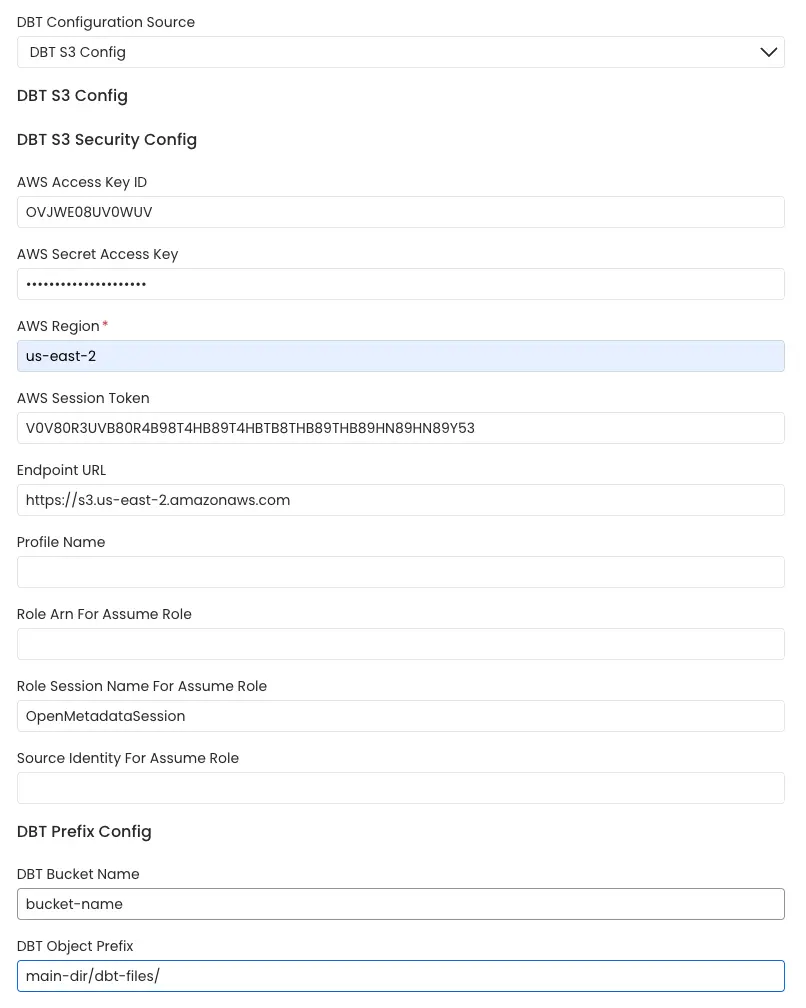 DBT Configuration Source
DBT S3 Config
DBT S3 Config
DBT S3 Security Config
AWS Access Key ID
OVJWE08UV0WUV
AWS Secret Access Key
•••••••••••••••••••••
AWS Region*
us-east-2
AWS Session Token
V0V80R3UVB80R4B98T4HB89T4HBTB8THB89THB89HN89HN89Y53
Endpoint URL
https://s3.us-east-2.amazonaws.com
Profile Name
Role Arn For Assume Role
Role Session Name For Assume Role
OpenMetadataSession
Source Identity For Assume Role
DBT Prefix Config
DBT Bucket Name
bucket-name
DBT Object Prefix
main-dir/dbt-files/